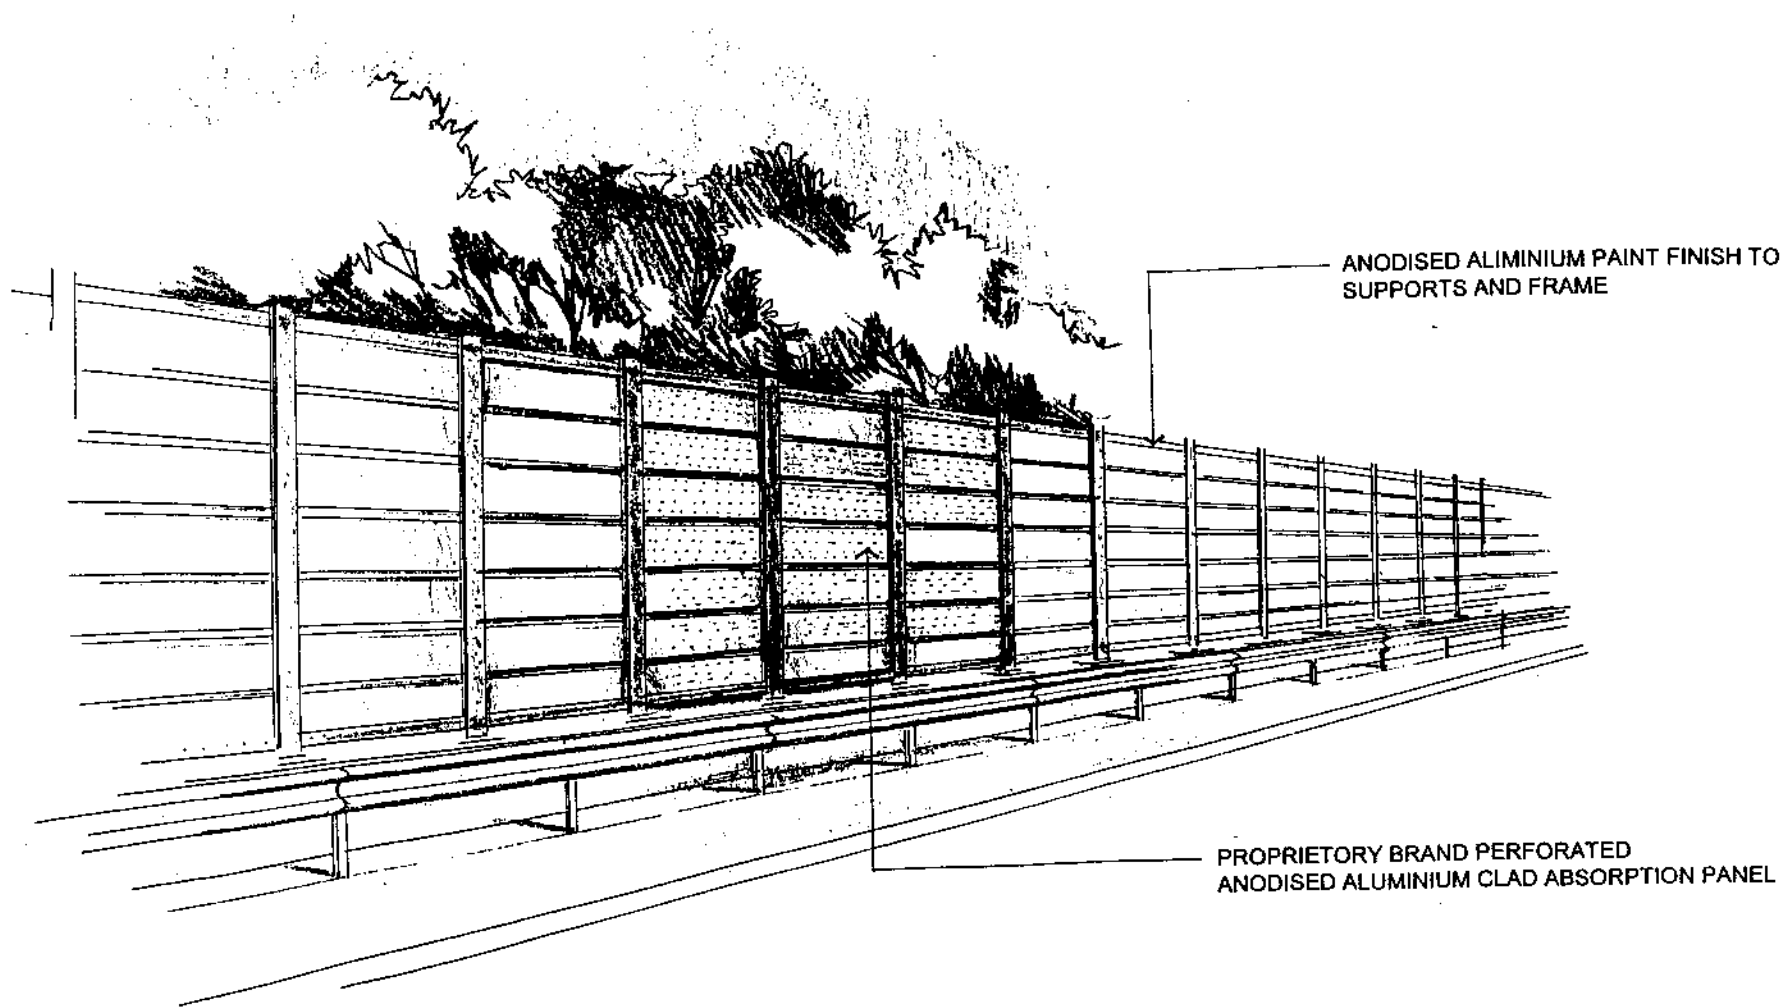 ANODISED ALIMINIUM PAINT FINISH TO
SUPPORTS AND FRAME
PROPRIETORY BRAND PERFORATED
ANODISED ALUMINIUM CLAD ABSORPTION PANEL